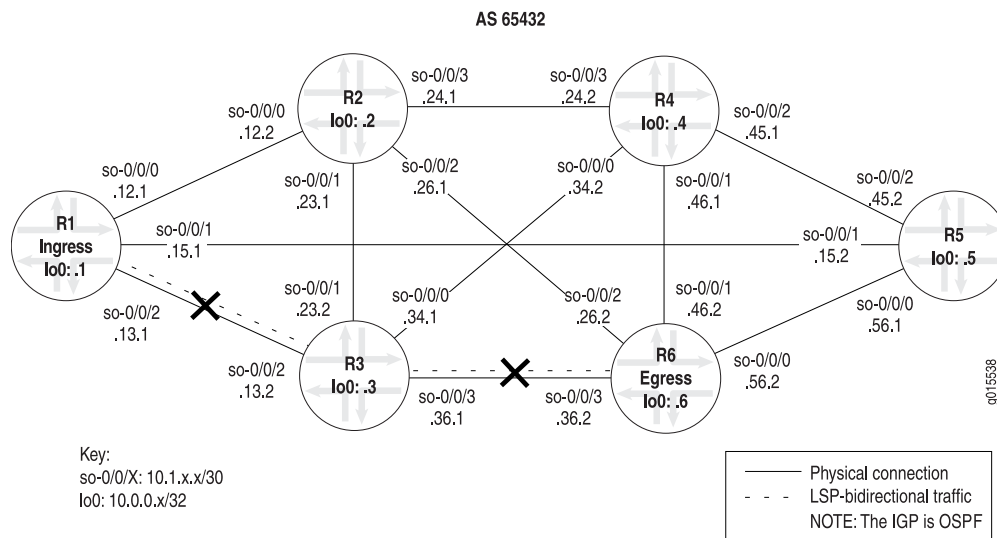 AS 65432
so-0/0/3
.24.1
so-0/0/3
.24.2
R2
lo0: .2
R4
lo0: .4
so-0/0/0
.12.2
so-0/0/2
.45.1
so-0/0/2
.26.1
so-0/0/0
.34.2
so-0/0/0
.12.1
so-0/0/1
.23.1
so-0/0/1
.46.1
so-0/0/2
.45.2
R1
Ingress
lo0: .1
so-0/0/1
.15.1
so-0/0/1
.15.2
R5
lo0: .5
so-0/0/2
.13.1
so-0/0/1
.23.2
so-0/0/0
.34.1
so-0/0/2
.26.2
so-0/0/1
.46.2
so-0/0/0
.56.1
so-0/0/2
.13.2
R3
lo0: .3
R6
Egress
lo0: .6
so-0/0/0
.56.2
so-0/0/3
.36.1
so-0/0/3
.36.2
g015538
Key:
so-0/0/X: 10.1.x.x/30
lo0: 10.0.0.x/32
Physical connection
LSP-bidirectional traffic
NOTE: The IGP is OSPF